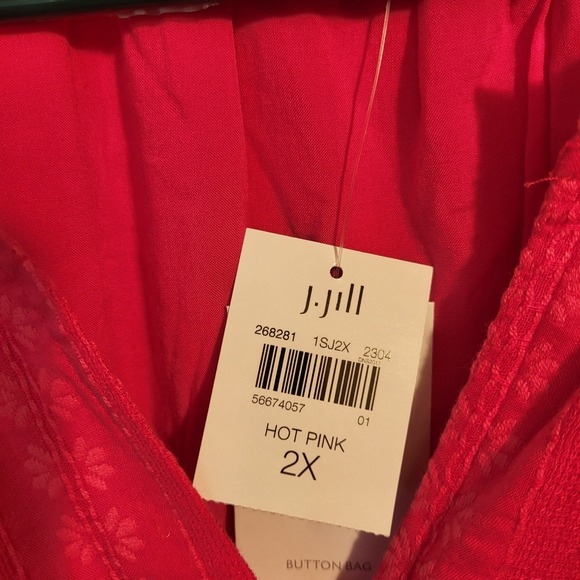 J.Jill
268281 1SJ2X 2304
56674057 01
HOT PINK
2X
BUTTON BAG